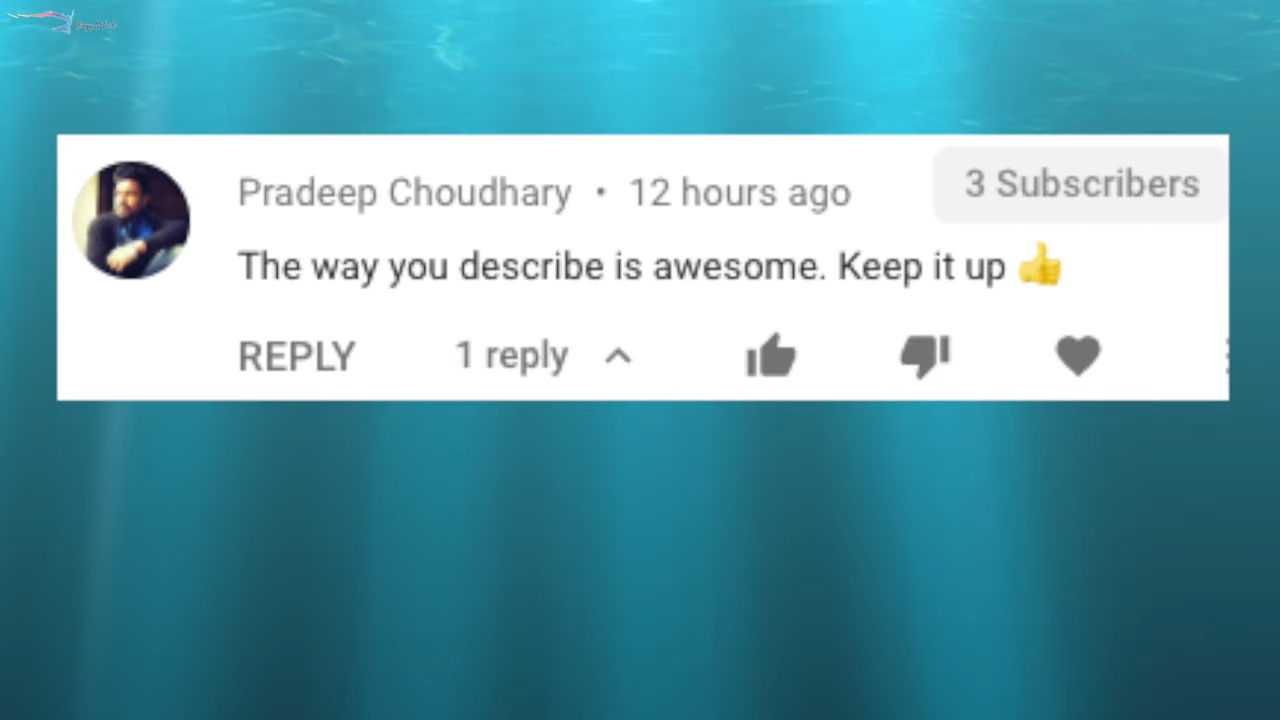 Pradeep Choudhary • 12 hours ago
3 Subscribers
The way you describe is awesome. Keep it up 👍
REPLY 1 reply